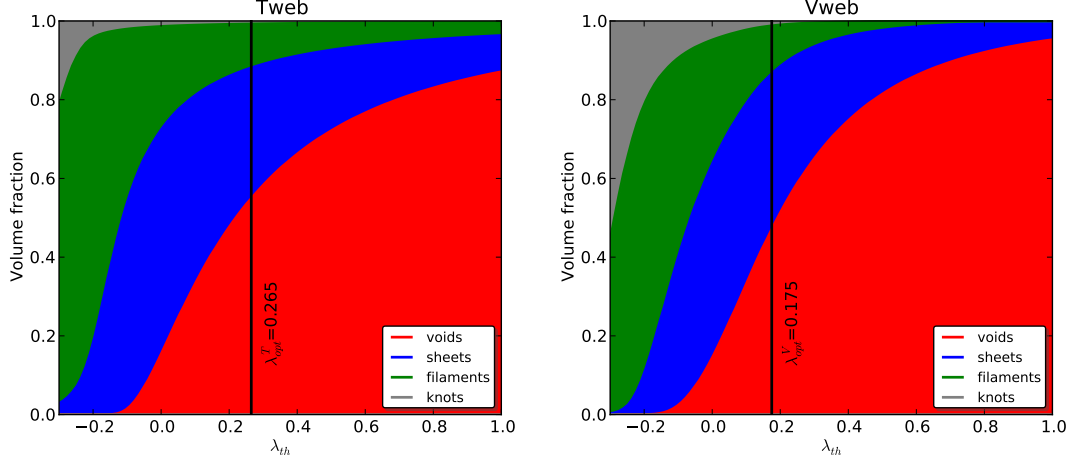 Tweb
1.0
0.8
0.6
0.4
0.2
0.0
Volume fraction
−0.2 0.0 0.2 0.4 0.6 0.8 1.0
λ_th
λ^T_opt=0.265
voids
sheets
filaments
knots
Vweb
1.0
0.8
0.6
0.4
0.2
0.0
Volume fraction
−0.2 0.0 0.2 0.4 0.6 0.8 1.0
λ_th
λ^V_opt=0.175
voids
sheets
filaments
knots